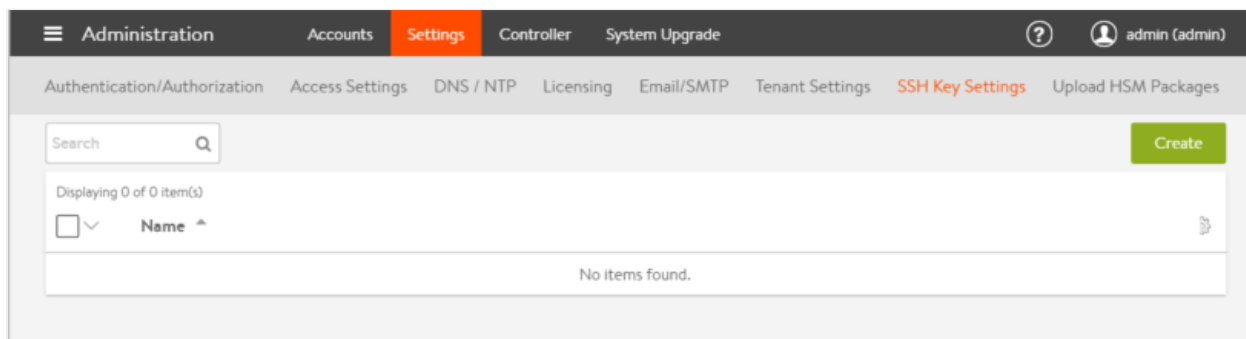 Administration Accounts Settings Controller System Upgrade ? admin (admin)
Authentication/Authorization Access Settings DNS / NTP Licensing Email/SMTP Tenant Settings SSH Key Settings Upload HSM Packages
Search Create
Displaying 0 of 0 item(s)
Name
No items found.